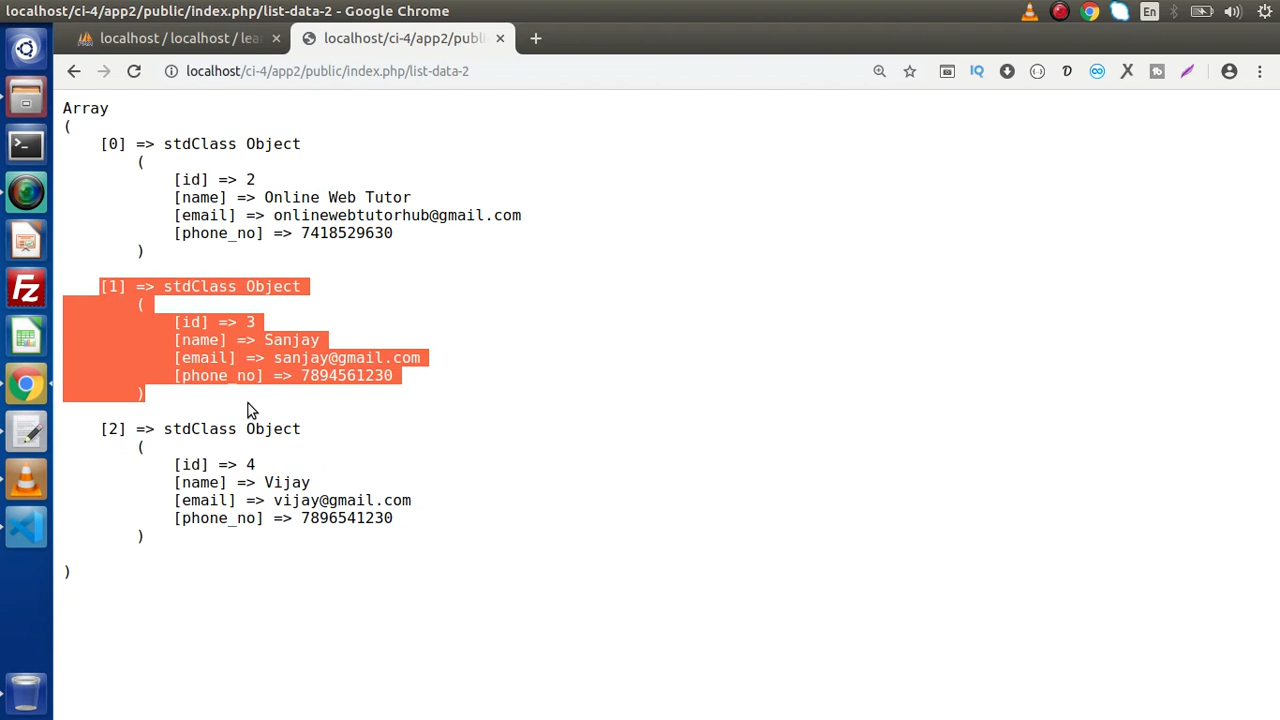 localhost/ci-4/app2/public/index.php/list-data-2 - Google Chrome
En
localhost / localhost / lea
localhost/ci-4/app2/publ
localhost/ci-4/app2/public/index.php/list-data-2
IQ
Array
(
[0] => stdClass Object
(
[id] => 2
[name] => Online Web Tutor
[email] => onlinewebtutorhub@gmail.com
[phone_no] => 7418529630
)
[1] => stdClass Object
(
[id] => 3
[name] => Sanjay
[email] => sanjay@gmail.com
[phone_no] => 7894561230
)
[2] => stdClass Object
(
[id] => 4
[name] => Vijay
[email] => vijay@gmail.com
[phone_no] => 7896541230
)
)
Fz